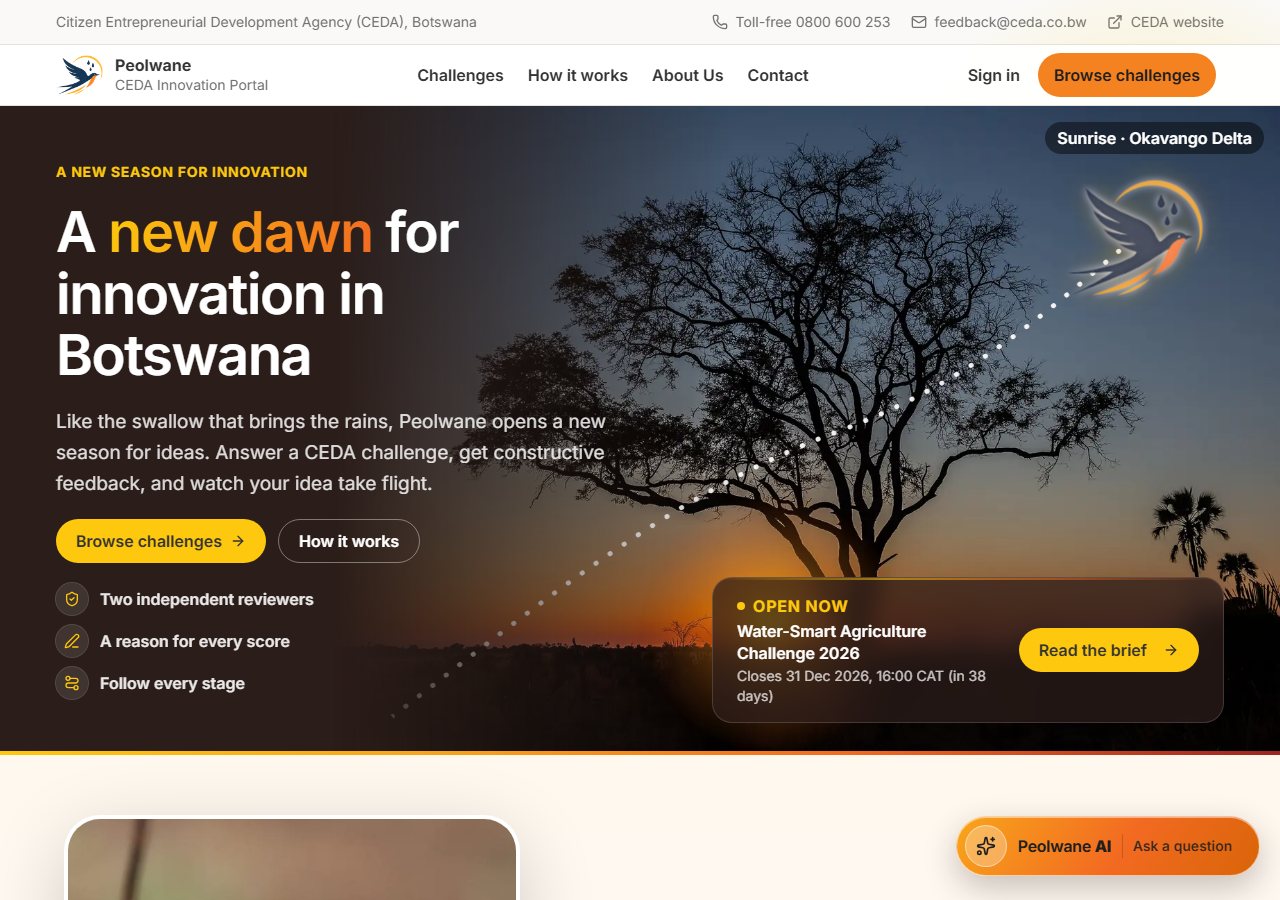 Citizen Entrepreneurial Development Agency (CEDA), Botswana
Toll-free 0800 600 253
feedback@ceda.co.bw
CEDA website
Peolwane
CEDA Innovation Portal
Challenges
How it works
About Us
Contact
Sign in
Browse challenges
Sunrise · Okavango Delta
A NEW SEASON FOR INNOVATION
A new dawn for
innovation in
Botswana
Like the swallow that brings the rains, Peolwane opens a new
season for ideas. Answer a CEDA challenge, get constructive
feedback, and watch your idea take flight.
Browse challenges
How it works
Two independent reviewers
A reason for every score
Follow every stage
OPEN NOW
Water-Smart Agriculture
Challenge 2026
Closes 31 Dec 2026, 16:00 CAT (in 38
days)
Read the brief
Peolwane AI
Ask a question